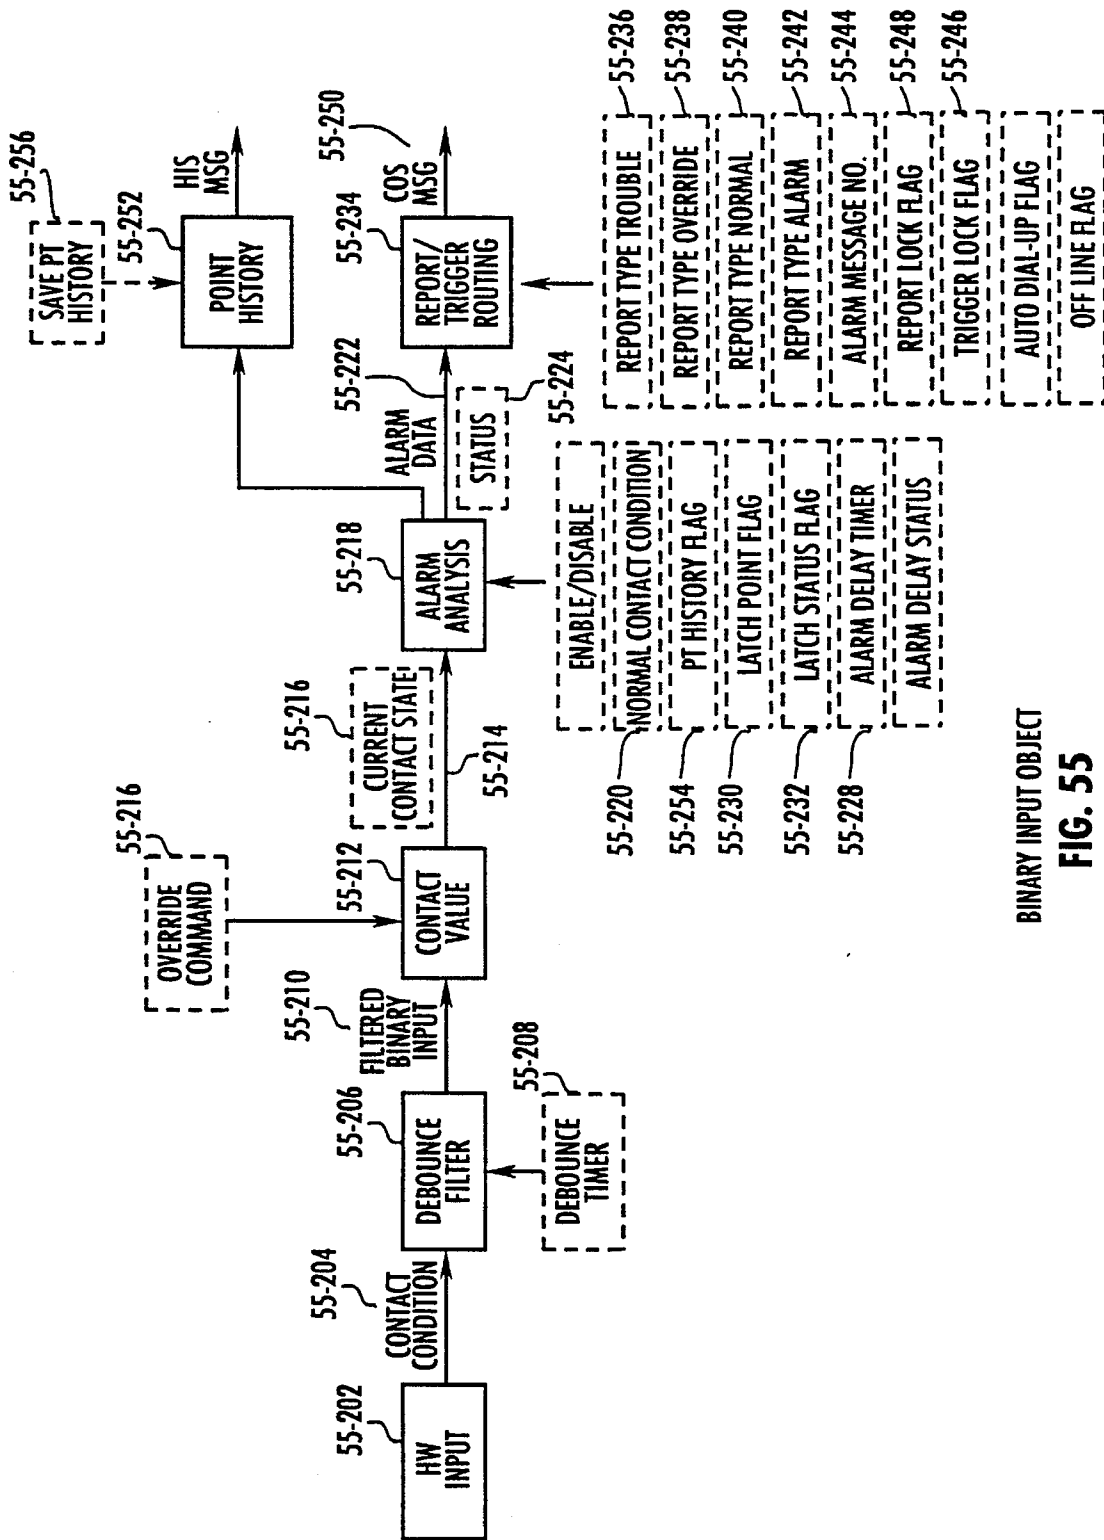 55-202
HW
INPUT
55-204
CONTACT
CONDITION
55-206
DEBOUNCE
FILTER
55-208
DEBOUNCE
TIMER
55-210
FILTERED
BINARY
INPUT
55-216
OVERRIDE
COMMAND
55-212
CONTACT
VALUE
55-216
CURRENT
CONTACT STATE
55-214
55-218
ALARM
ANALYSIS
ENABLE/DISABLE
55-220
NORMAL CONTACT CONDITION
55-254
PT HISTORY FLAG
55-230
LATCH POINT FLAG
55-232
LATCH STATUS FLAG
55-228
ALARM DELAY TIMER
ALARM DELAY STATUS
ALARM
DATA
55-222
STATUS
55-224
55-256
SAVE PT
HISTORY
55-252
POINT
HISTORY
HIS
MSG
55-234
REPORT/
TRIGGER
ROUTING
COS
MSG
55-250
REPORT TYPE TROUBLE
55-236
REPORT TYPE OVERRIDE
55-238
REPORT TYPE NORMAL
55-240
REPORT TYPE ALARM
55-242
ALARM MESSAGE NO.
55-244
REPORT LOCK FLAG
55-248
TRIGGER LOCK FLAG
55-246
AUTO DIAL-UP FLAG
OFF LINE FLAG
BINARY INPUT OBJECT
FIG. 55